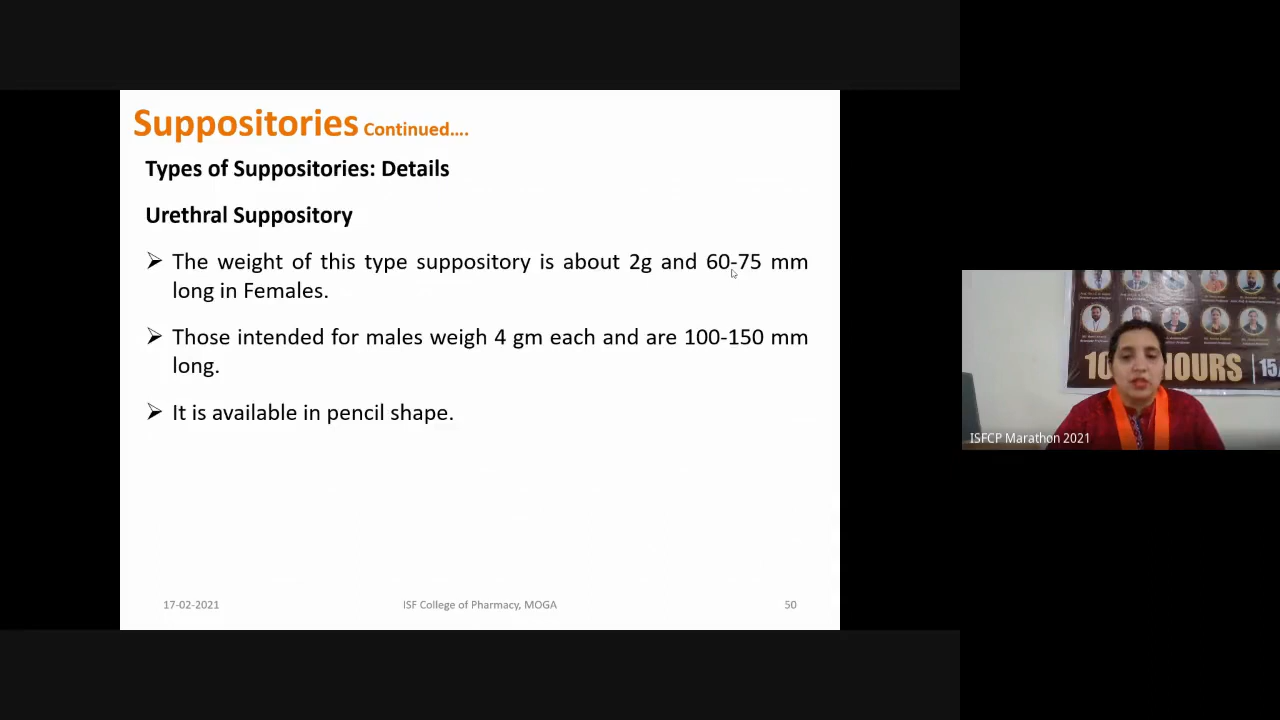 Suppositories Continued....
Types of Suppositories: Details
Urethral Suppository
➢ The weight of this type suppository is about 2g and 60-75 mm
long in Females.
➢ Those intended for males weigh 4 gm each and are 100-150 mm
long.
➢ It is available in pencil shape.
17-02-2021
ISF College of Pharmacy, MOGA
50
HOURS
15
ISFCP Marathon 2021